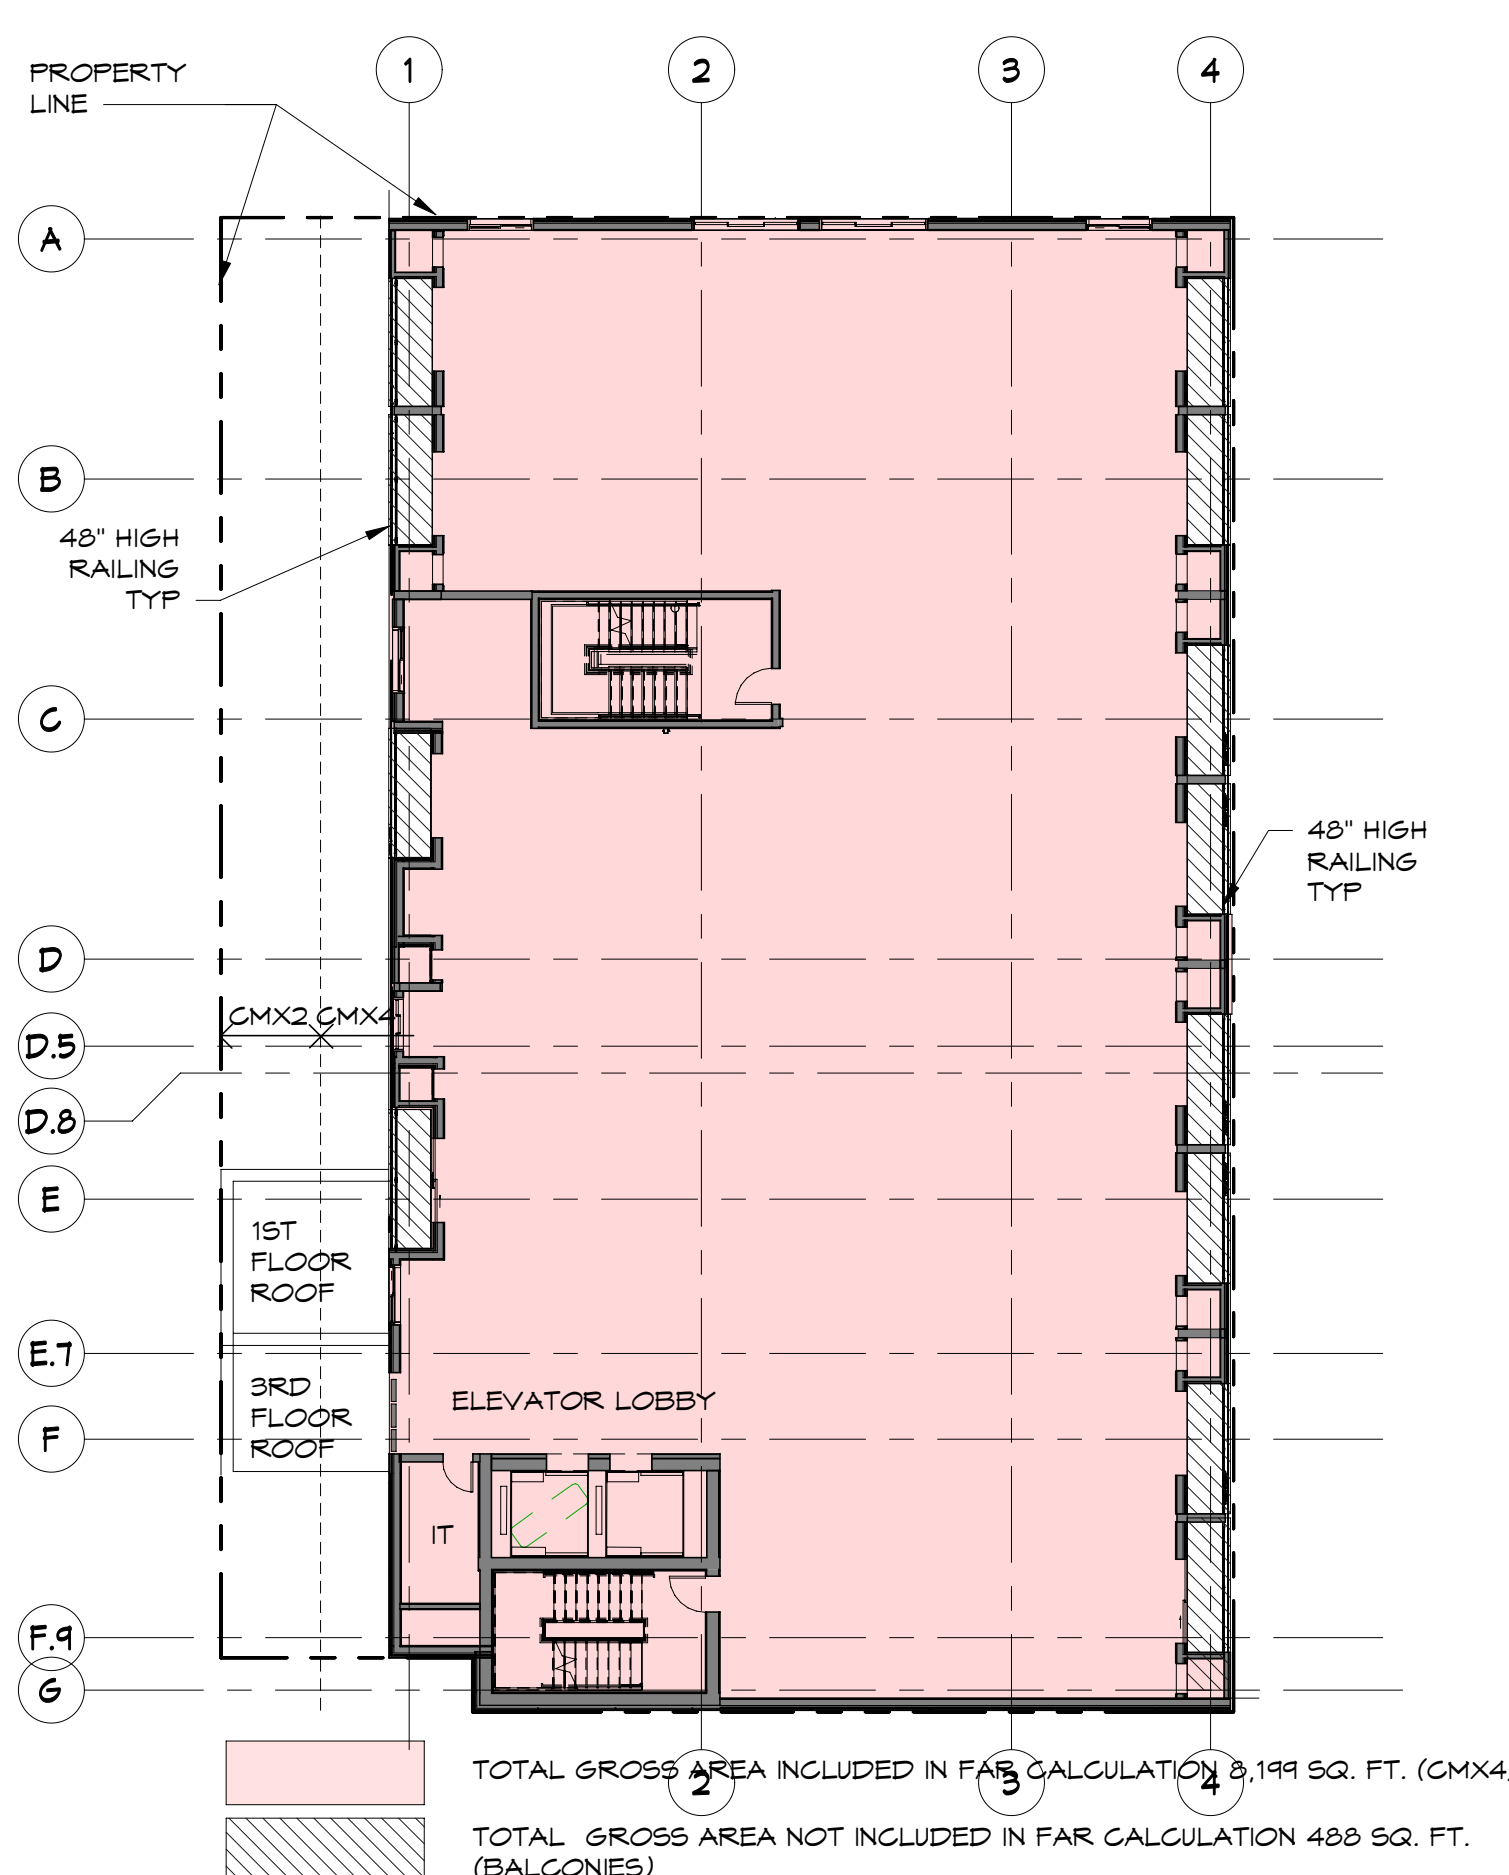 1
2
3
4
PROPERTY
LINE
A
B
48" HIGH
RAILING
TYP
C
48" HIGH
RAILING
TYP
D
CMX2 CMX4
D.5
D.8
E
1ST
FLOOR
ROOF
E.7
3RD
FLOOR
ROOF
ELEVATOR LOBBY
F
IT
F.9
G
TOTAL GROSS AREA INCLUDED IN FAR CALCULATION 8,199 SQ. FT. (CMX4)
2
3
4
TOTAL GROSS AREA NOT INCLUDED IN FAR CALCULATION 488 SQ. FT.
(BALCONIES)